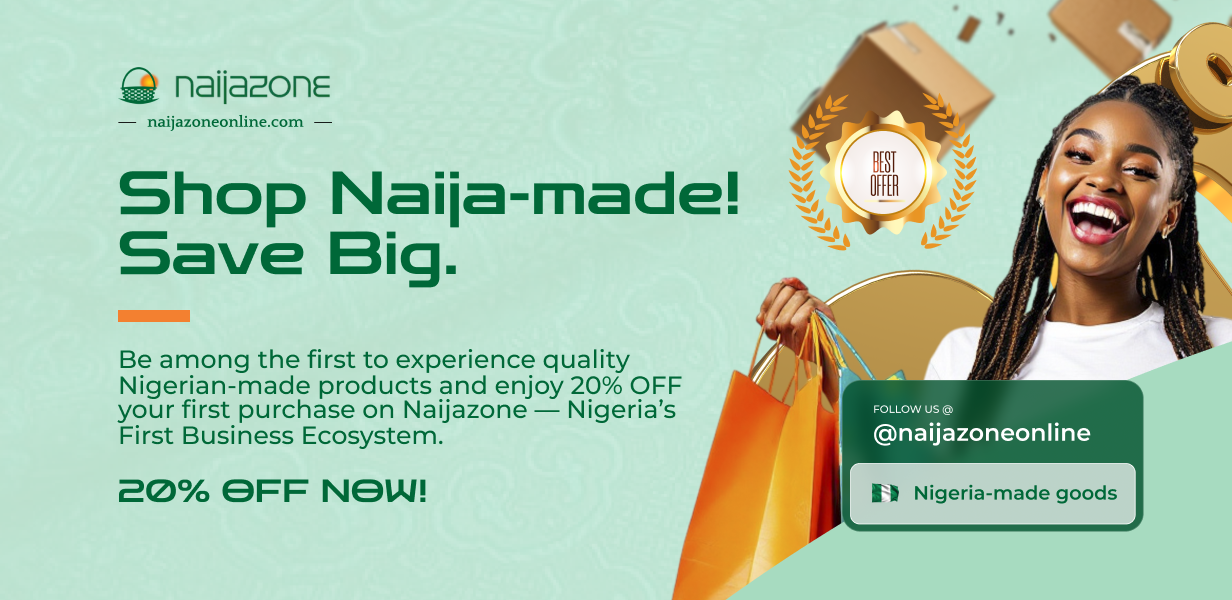 naijazone
naijazoneonline.com
Shop Naija-made!
Save Big.
Be among the first to experience quality
Nigerian-made products and enjoy 20% OFF
your first purchase on Naijazone — Nigeria’s
First Business Ecosystem.
20% OFF NOW!
BEST
OFFER
FOLLOW US @
@naijazoneonline
Nigeria-made goods